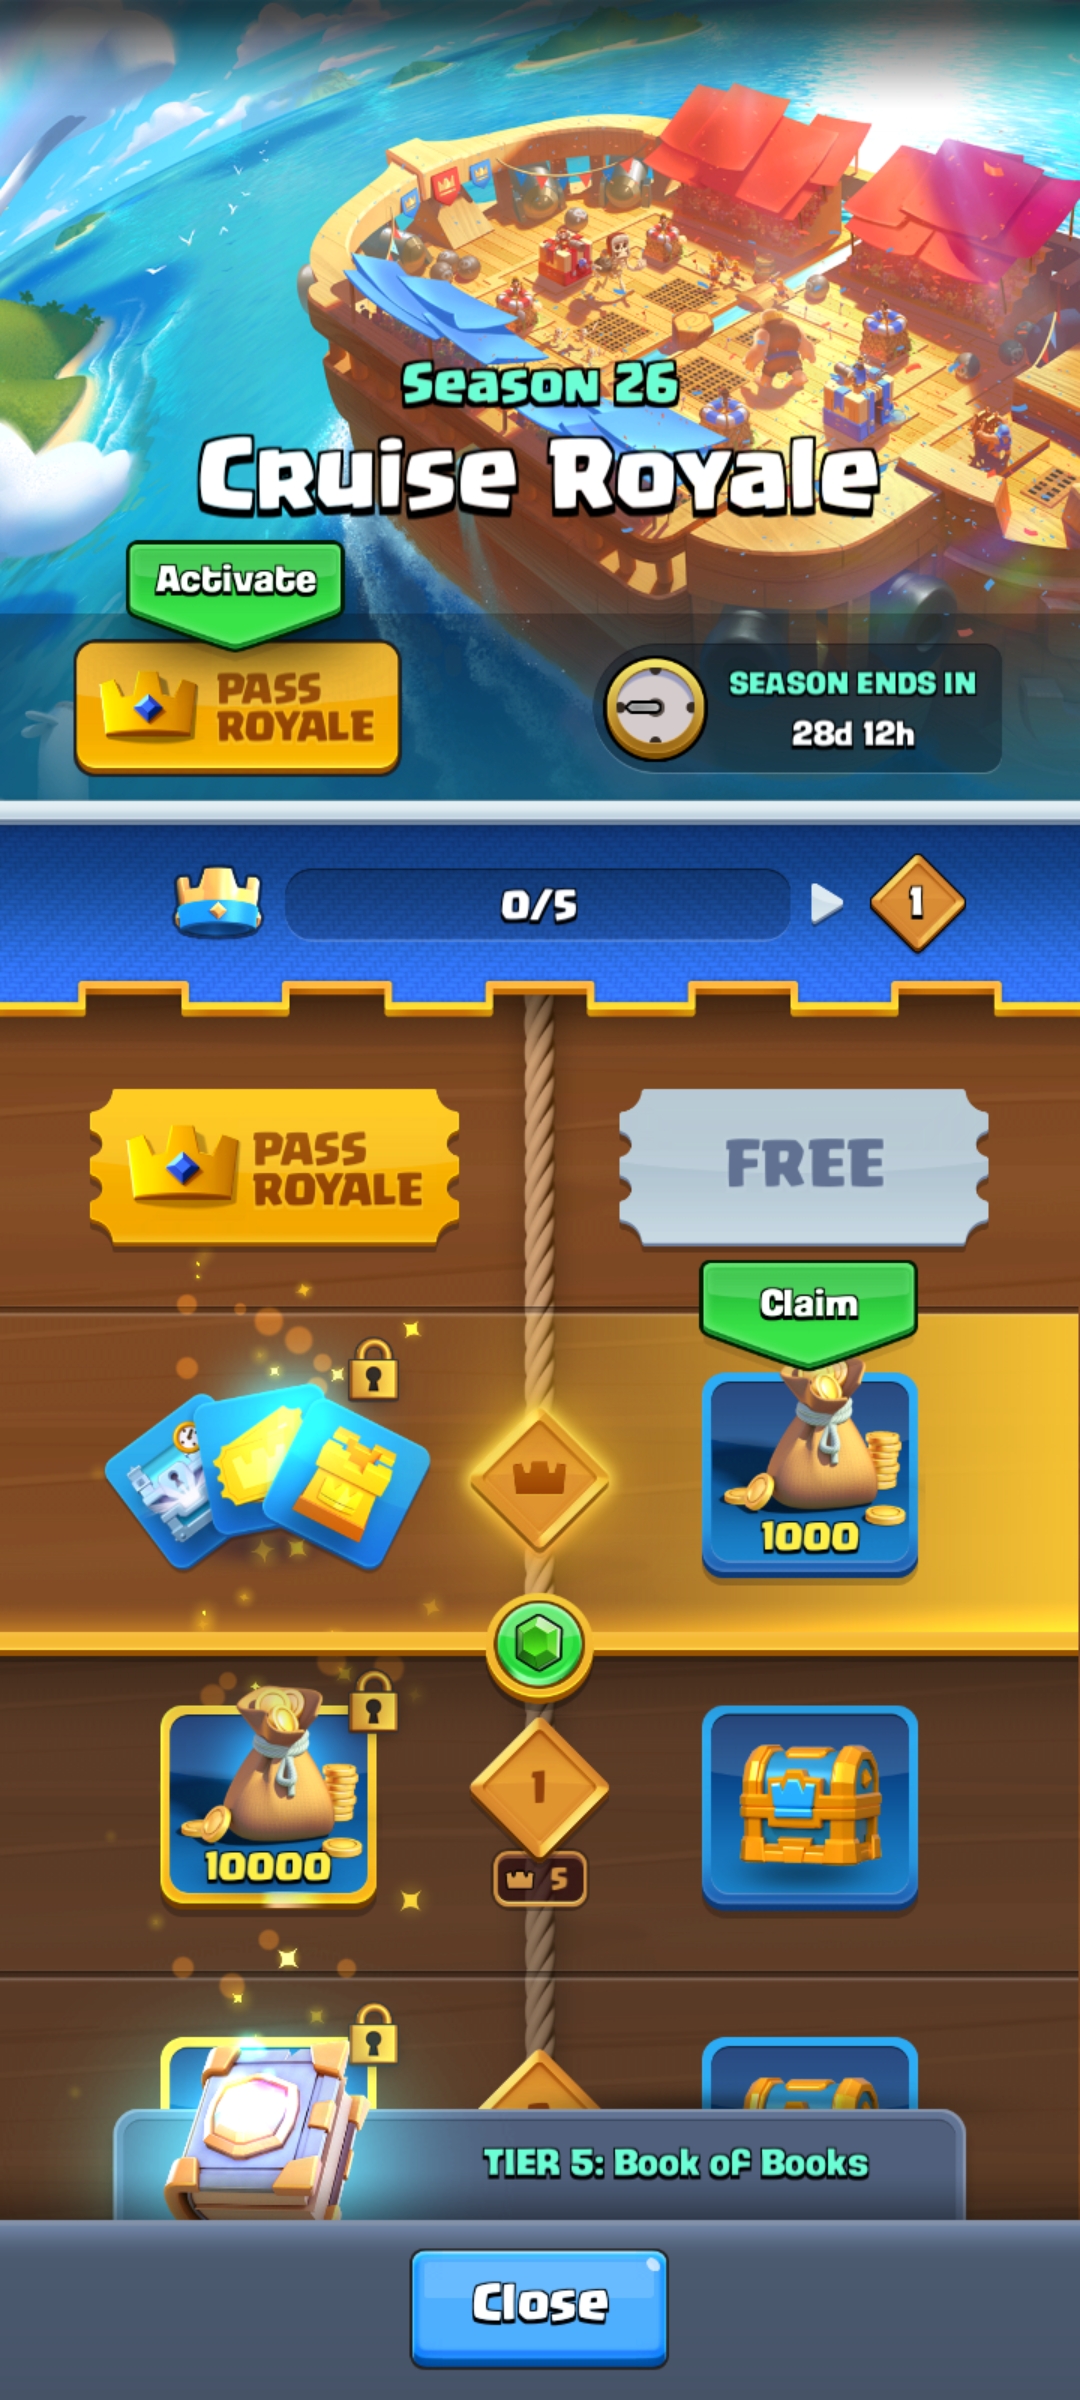 Season 26
Cruise Royale
Activate
PASS
ROYALE
SEASON ENDS IN
28d 12h
0/5
1
PASS
ROYALE
FREE
Claim
1000
10000
1
5
TIER 5: Book of Books
Close